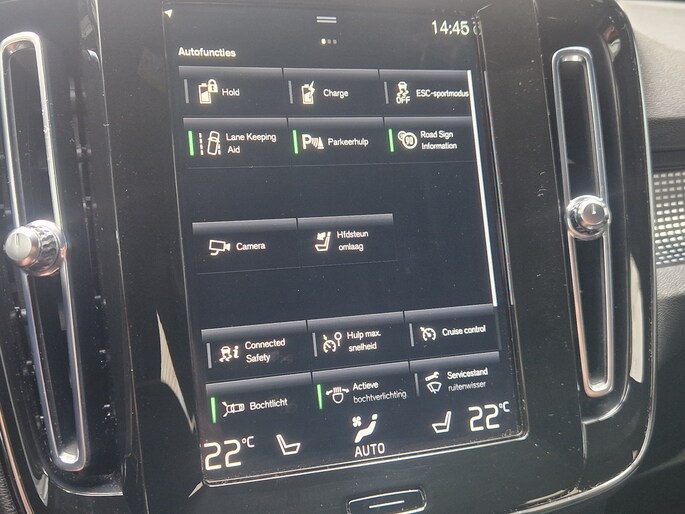 14:45
Autofuncties
Hold
Charge
OFF
ESC-sportmodus
Lane Keeping
Aid
P
Parkeerhulp
90
Road Sign
Information
Camera
Hfdsteun
omlaag
Connected
Safety
Hulp max.
snelheid
Cruise control
Bochtlicht
Actieve
bochtverlichting
Servicestand
ruitenwisser
22°C
AUTO
22°C